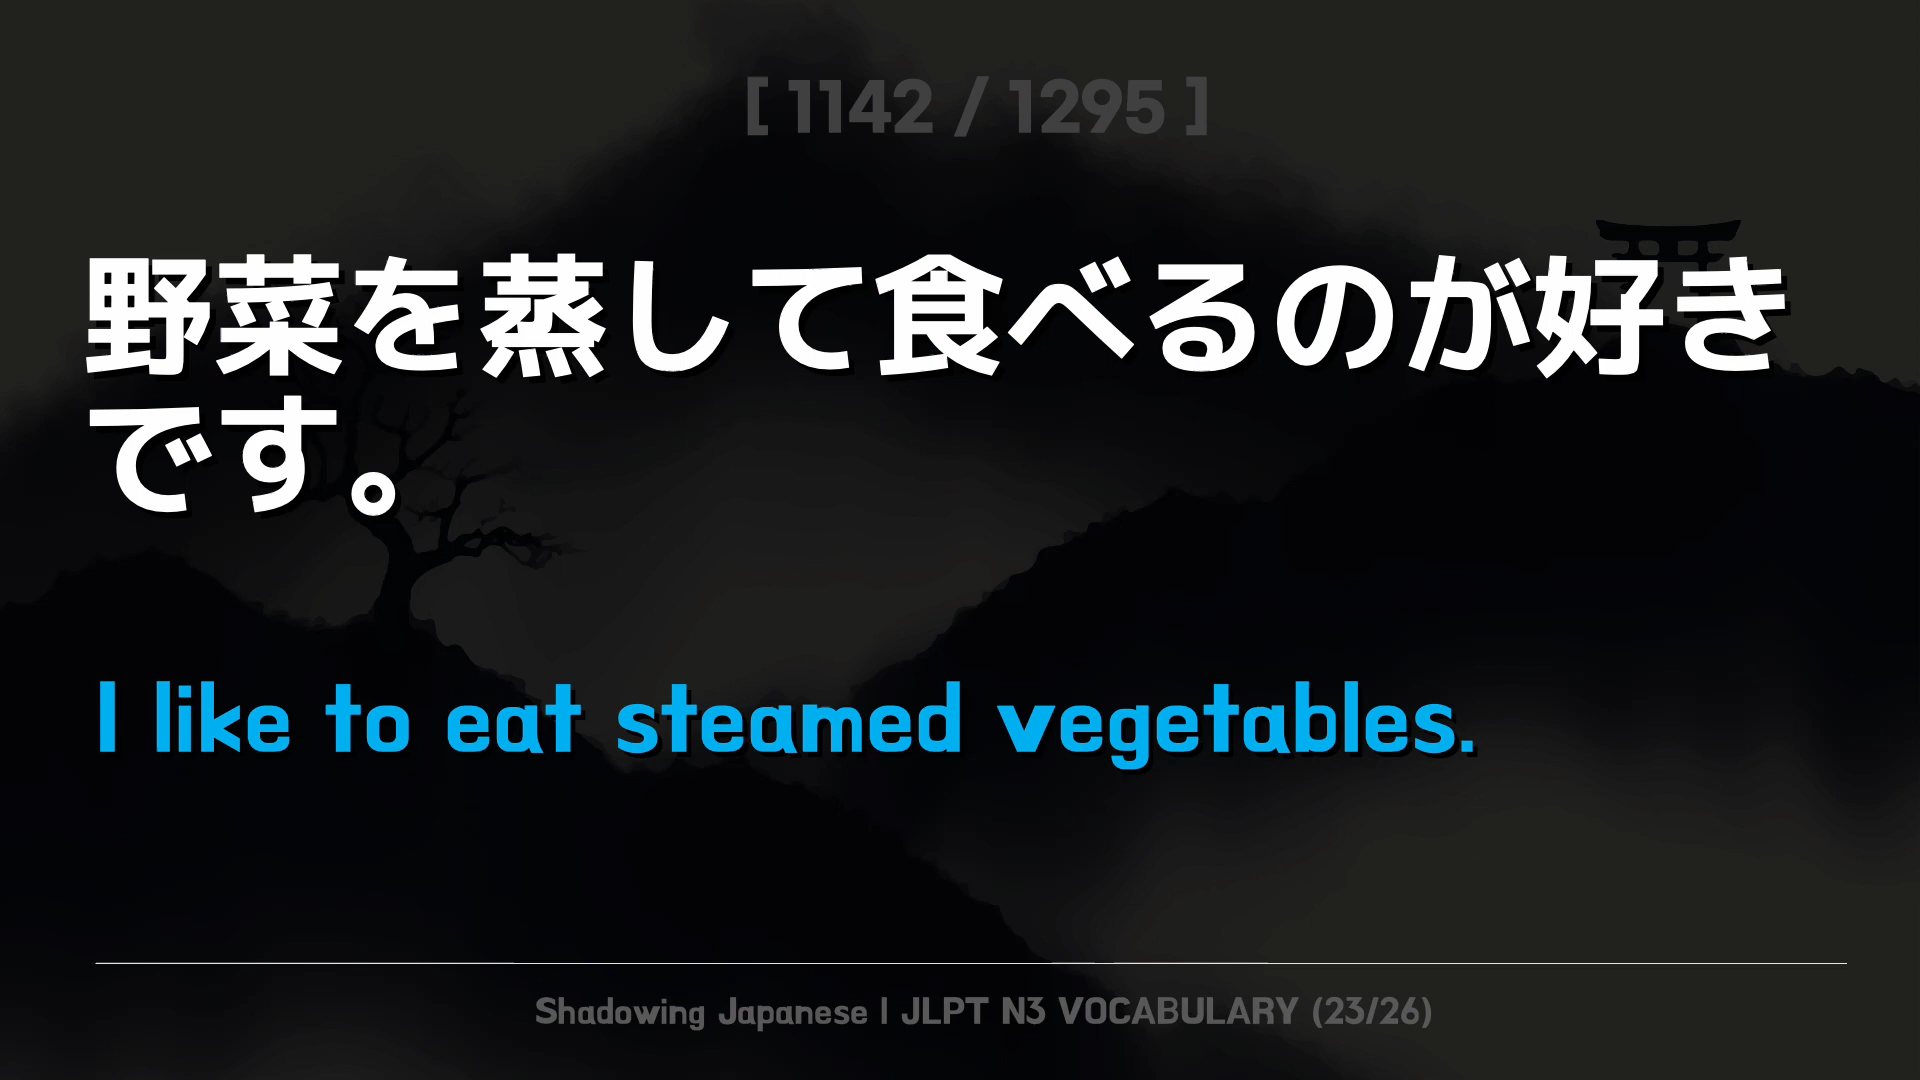 [ 1142 / 1295 ]
野菜を蒸して食べるのが好き
です。
I like to eat steamed vegetables.
Shadowing Japanese | JLPT N3 VOCABULARY (23/26)